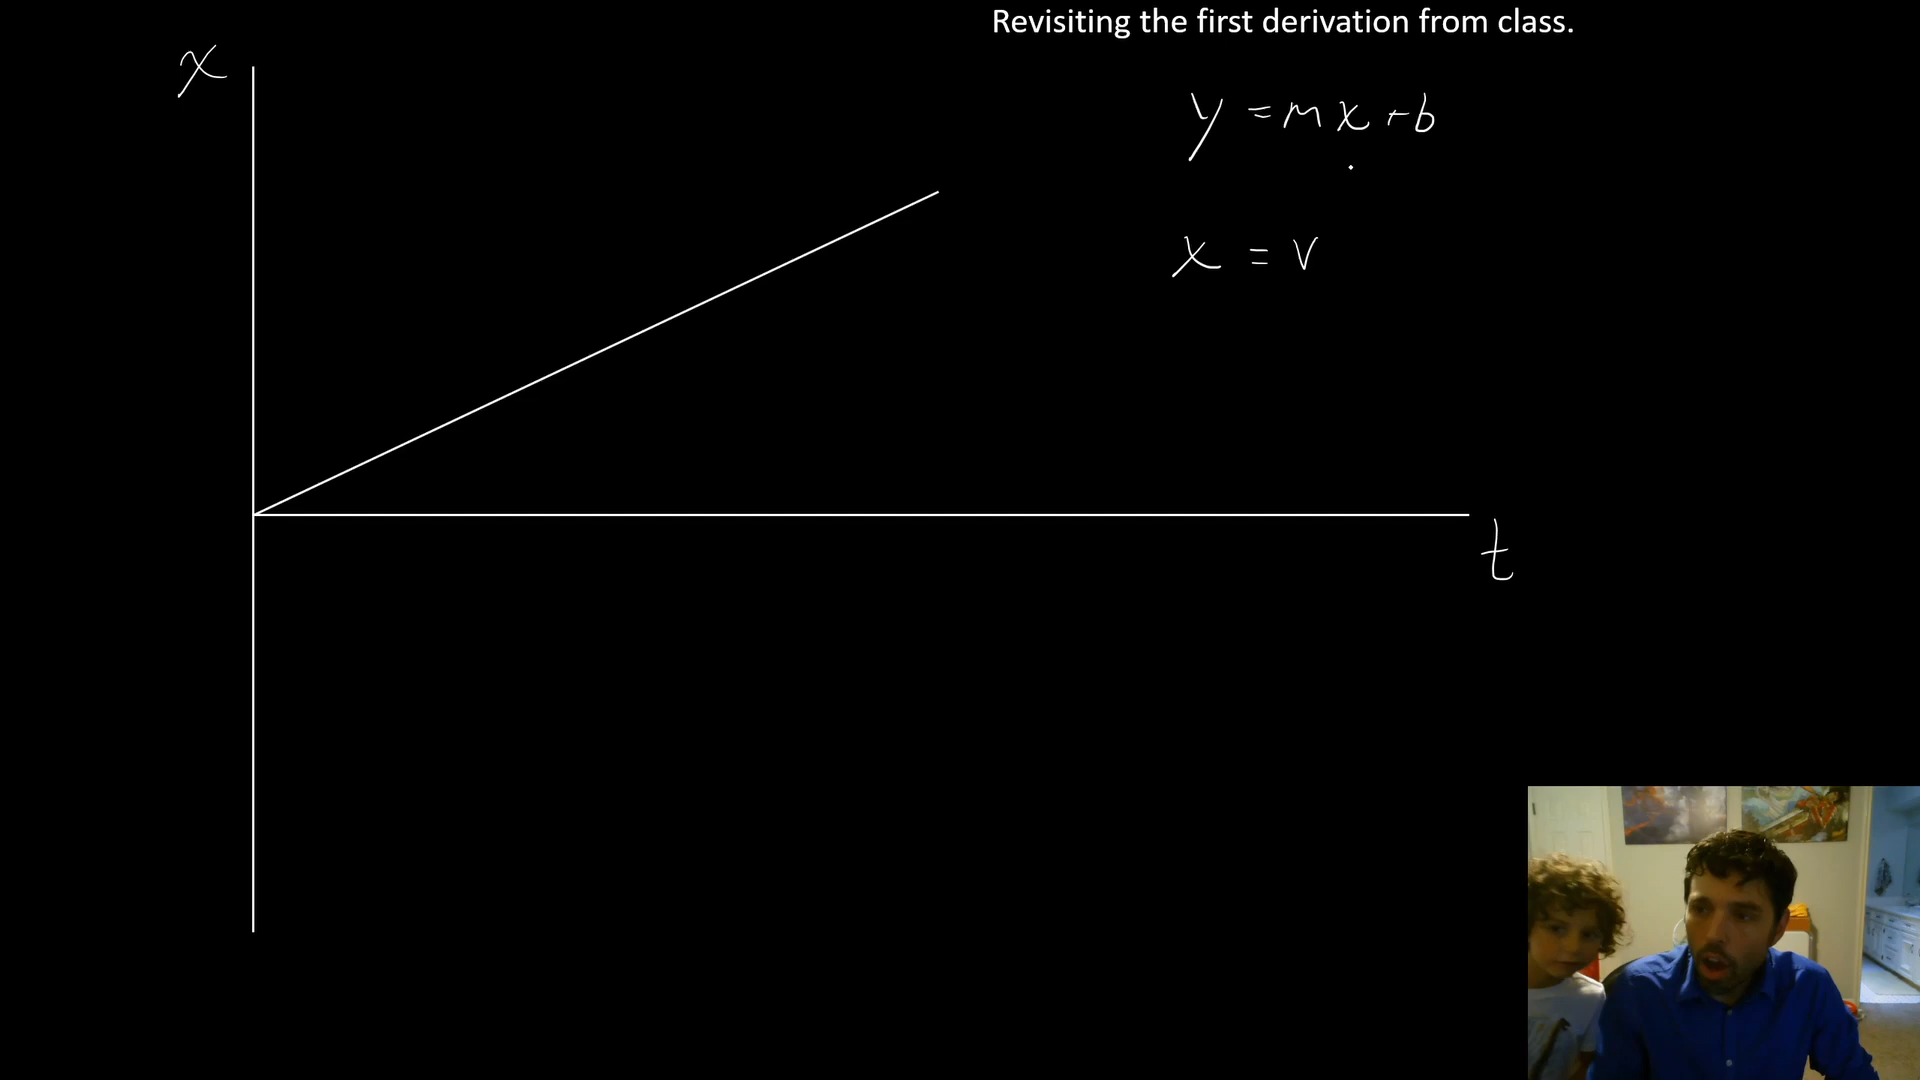 Revisiting the first derivation from class.
x
y = mx + b
x = v
t